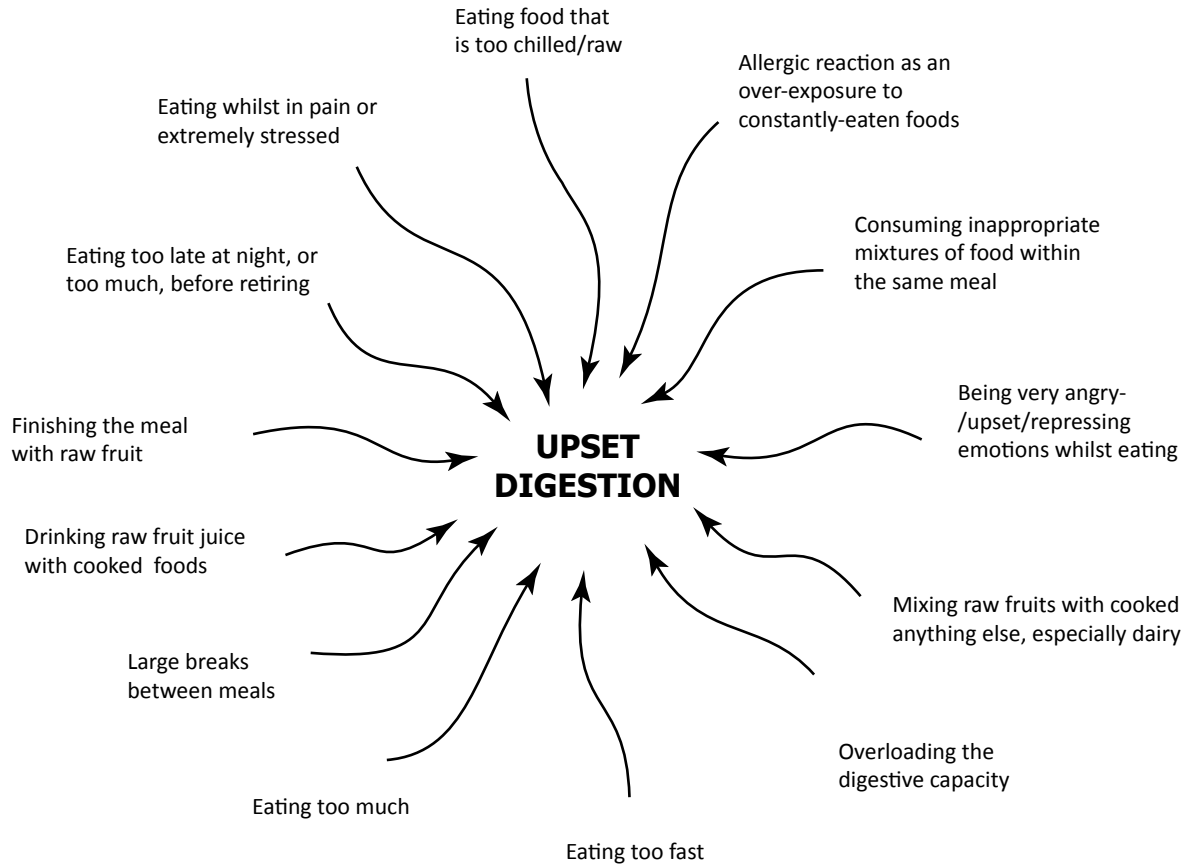 Eating food that
is too chilled/raw
Allergic reaction as an
over-exposure to
constantly-eaten foods
Eating whilst in pain or
extremely stressed
Consuming inappropriate
mixtures of food within
the same meal
Eating too late at night, or
too much, before retiring
Being very angry-
/upset/repressing
emotions whilst eating
Finishing the meal
with raw fruit
UPSET
DIGESTION
Drinking raw fruit juice
with cooked  foods
Mixing raw fruits with cooked
anything else, especially dairy
Large breaks
between meals
Overloading the
digestive capacity
Eating too much
Eating too fast